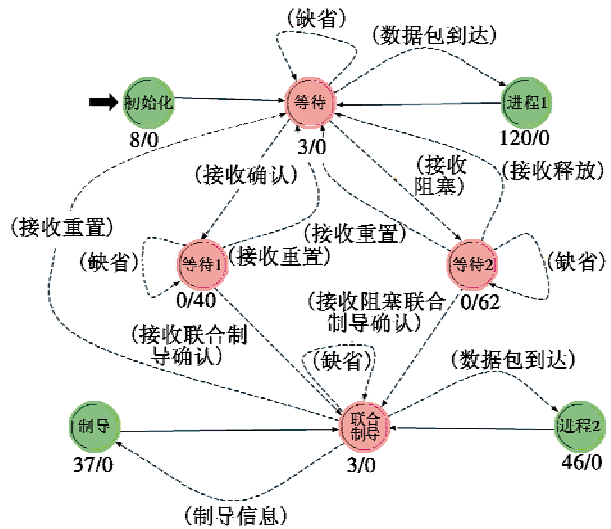 (缺省)
(数据包到达)
初始化
等待
进程1
8/0
3/0
120/0
(接收确认)
(接收
阻塞)
(接收释放)
(接收重置)
(接收重置)
(接收重置)
(缺省)
等待1
等待2
(缺省)
0/40
0/62
(接收联合制
导确认)
(接收阻塞联合
制导确认)
(缺省)
(数据包到达)
制导
联合
制导
进程2
37/0
3/0
46/0
(制导信息)